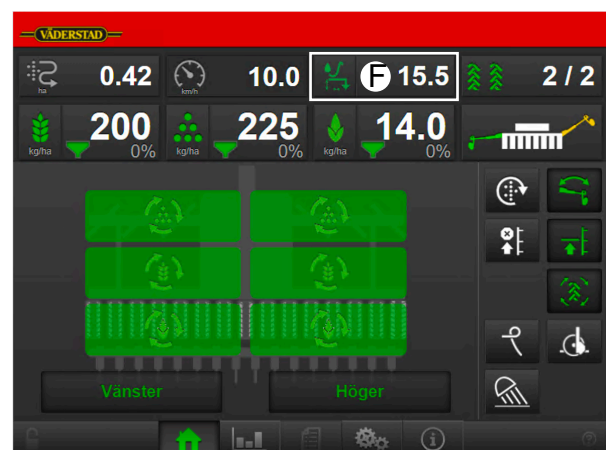 VÄDERSTAD
ha 0.42 km/h 10.0 F 15.5 2 / 2
kg/ha 200 0% kg/ha 225 0% kg/ha 14.0 0%
Vänster Höger